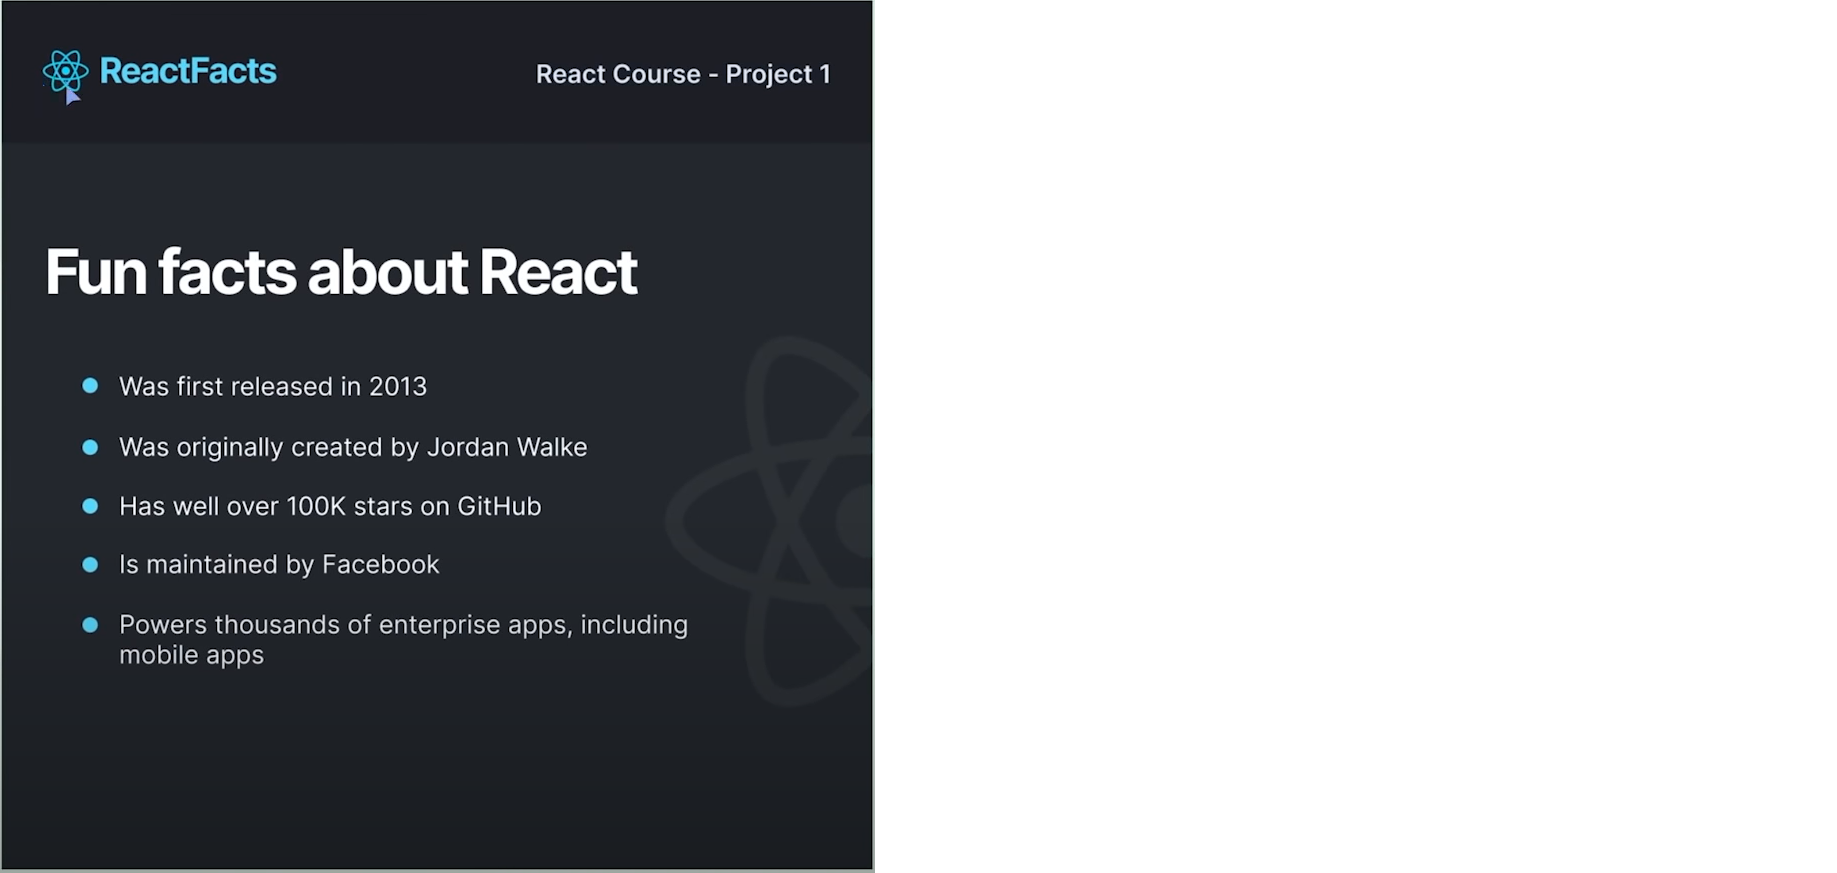 ReactFacts
React Course - Project 1
Fun facts about React
Was first released in 2013
Was originally created by Jordan Walke
Has well over 100K stars on GitHub
Is maintained by Facebook
Powers thousands of enterprise apps, including
mobile apps